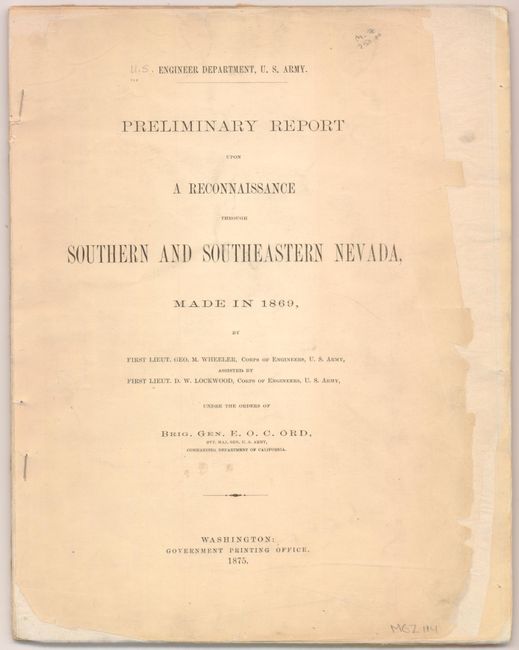 U.S. ENGINEER DEPARTMENT, U. S. ARMY.
PRELIMINARY REPORT
UPON
A RECONNAISSANCE
THROUGH
SOUTHERN AND SOUTHEASTERN NEVADA,
MADE IN 1869,
BY
FIRST LIEUT. GEO. M. WHEELER, CORPS OF ENGINEERS, U. S. ARMY,
ASSISTED BY
FIRST LIEUT. D. W. LOCKWOOD, CORPS OF ENGINEERS, U. S. ARMY,
UNDER THE ORDERS OF
BRIG. GEN. E. O. C. ORD,
BVT. MAJ. GEN. U. S. ARMY,
COMMANDING DEPARTMENT OF CALIFORNIA.
WASHINGTON:
GOVERNMENT PRINTING OFFICE.
1875.